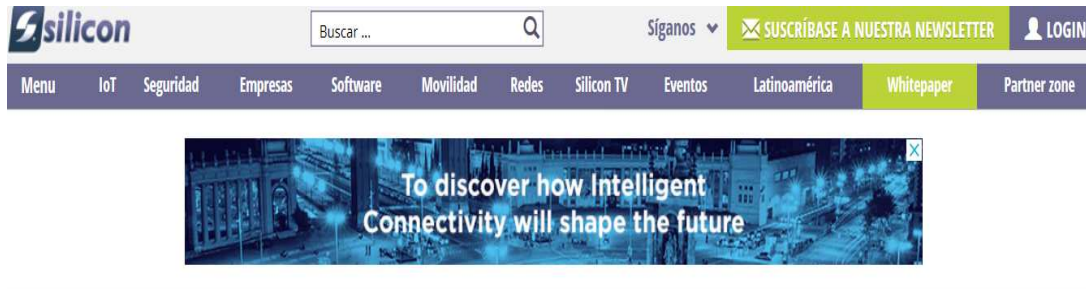 silicon
Buscar ...
Síganos
SUSCRÍBASE A NUESTRA NEWSLETTER
LOGIN
Menu IoT Seguridad Empresas Software Movilidad Redes Silicon TV Eventos Latinoamérica Whitepaper Partner zone
To discover how Intelligent
Connectivity will shape the future